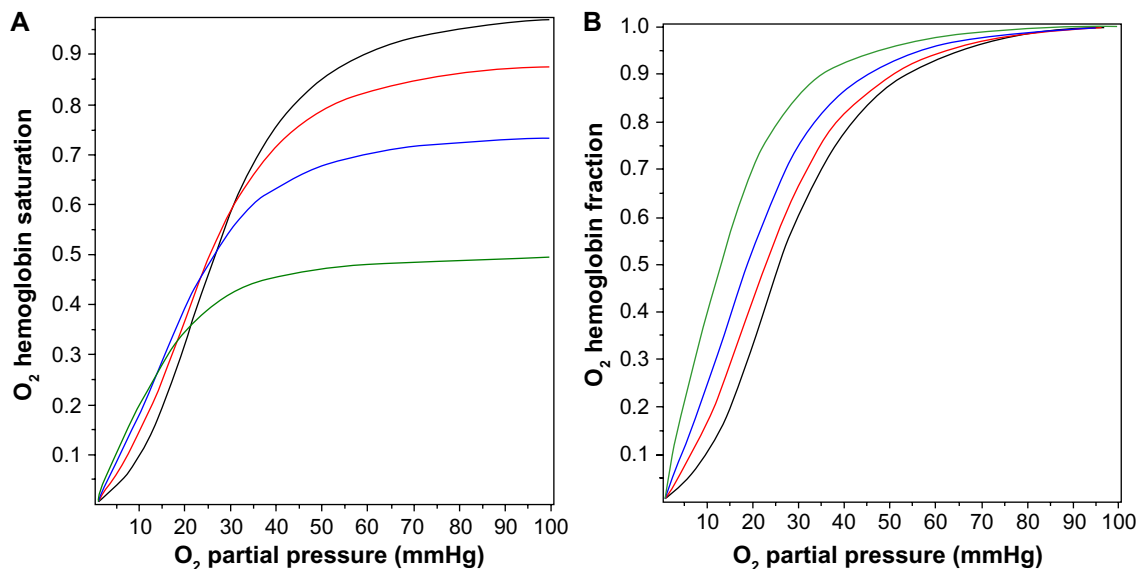 A
O₂ hemoglobin saturation
0.9
0.8
0.7
0.6
0.5
0.4
0.3
0.2
0.1
10 20 30 40 50 60 70 80 90 100
O₂ partial pressure (mmHg)
B
O₂ hemoglobin fraction
1.0
0.9
0.8
0.7
0.6
0.5
0.4
0.3
0.2
0.1
10 20 30 40 50 60 70 80 90 100
O₂ partial pressure (mmHg)